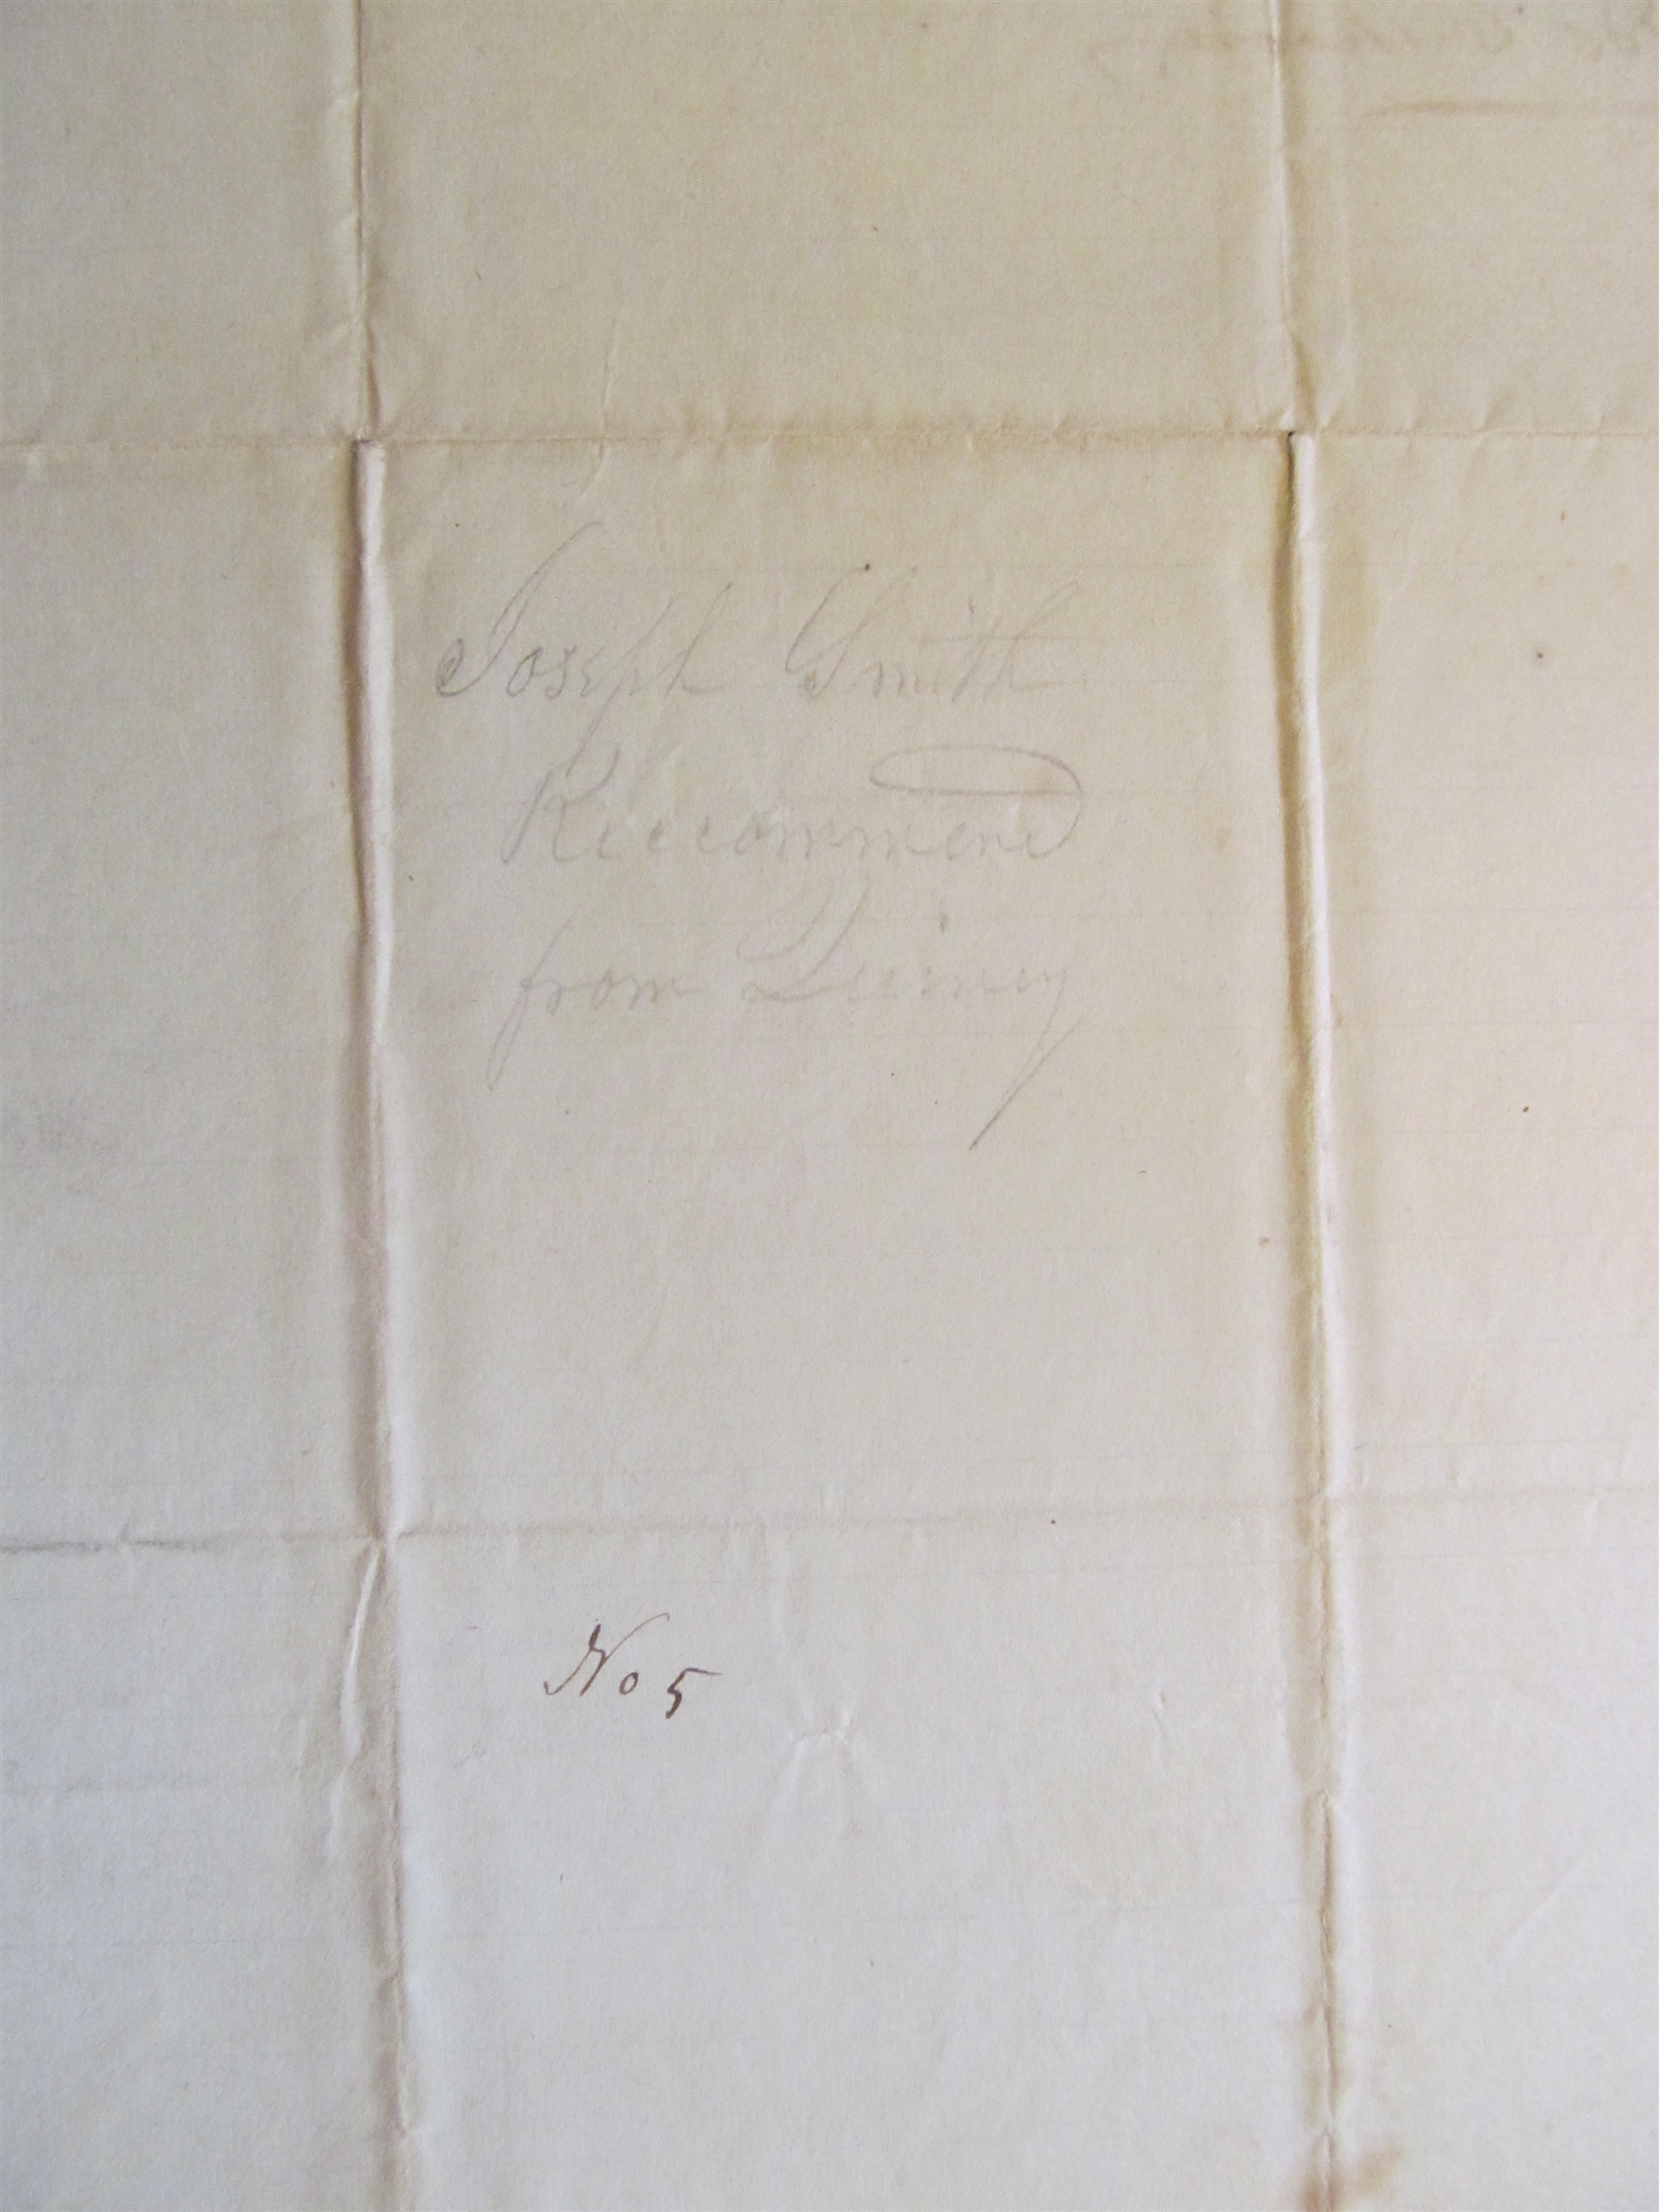 Joseph Smith
Reccommend
from Quincy
No 5